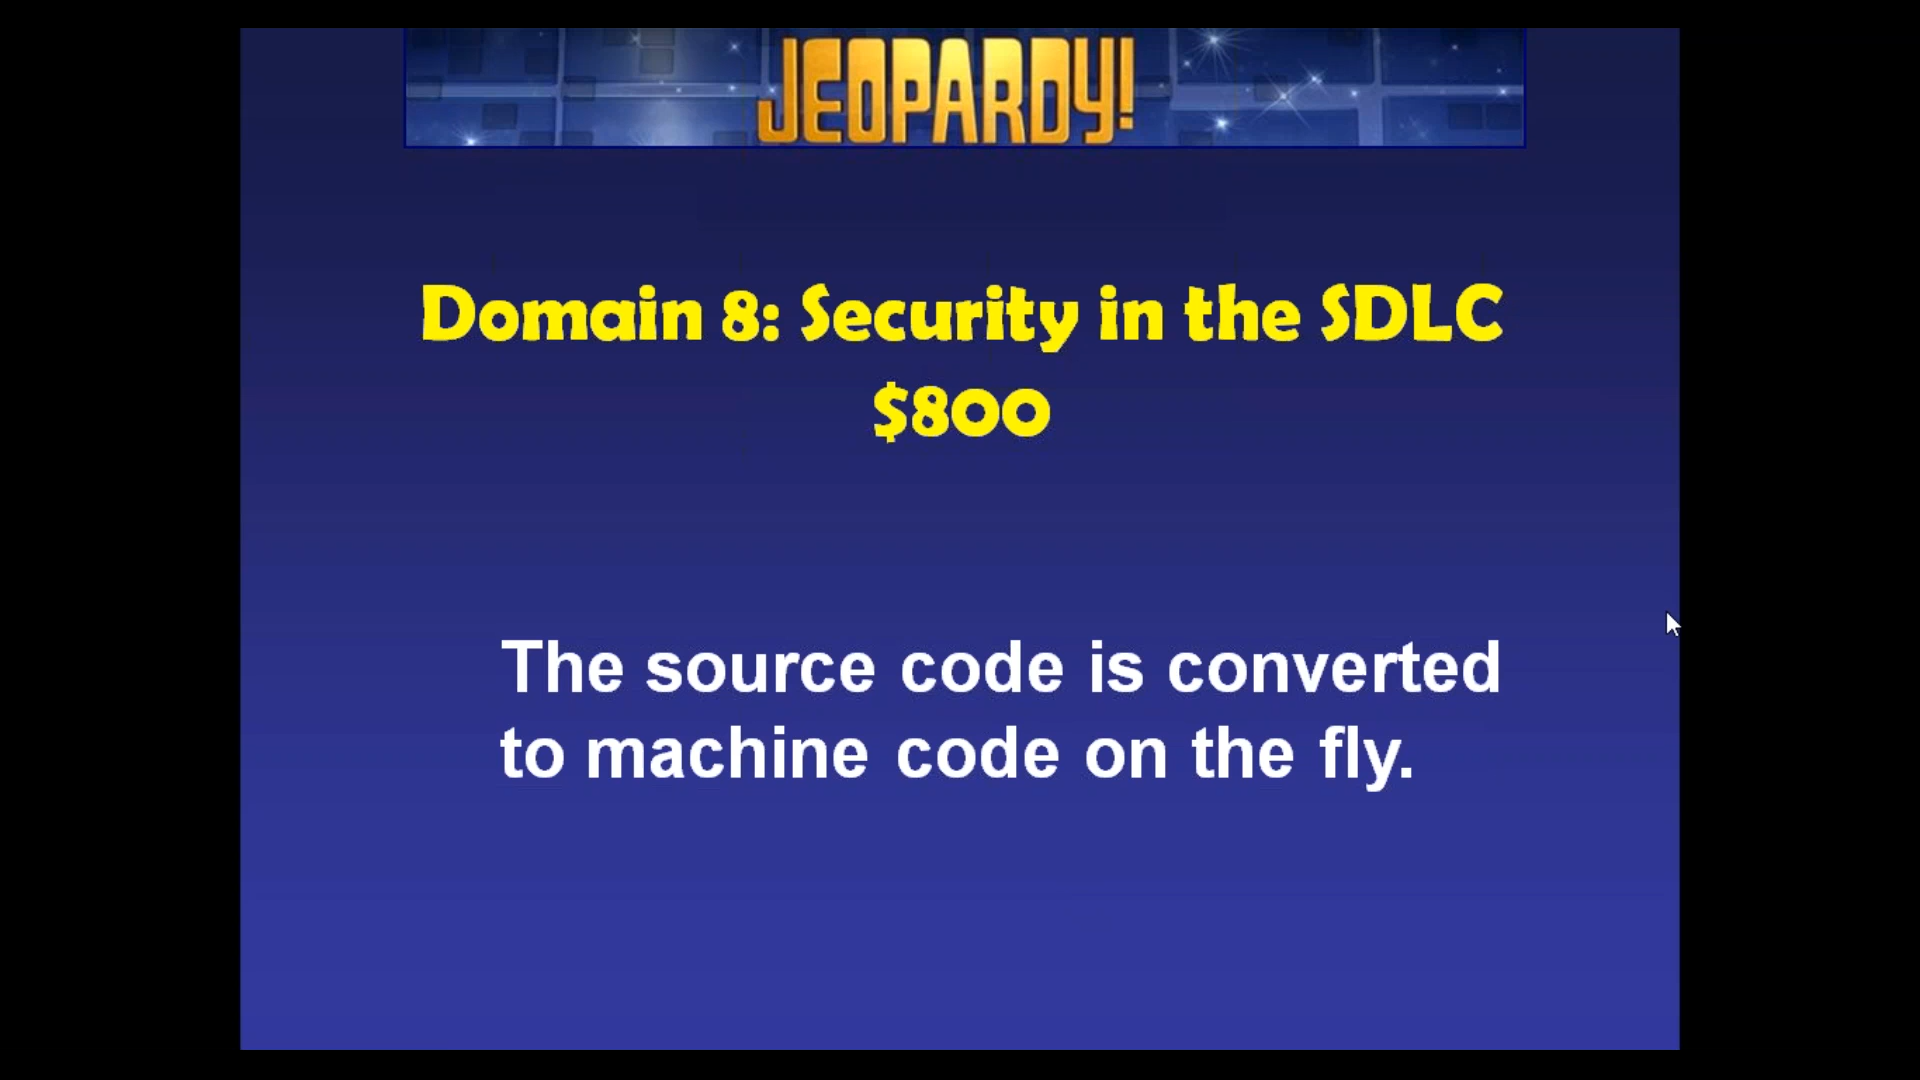 JEOPARDY!
Domain 8: Security in the SDLC
$800
The source code is converted
to machine code on the fly.